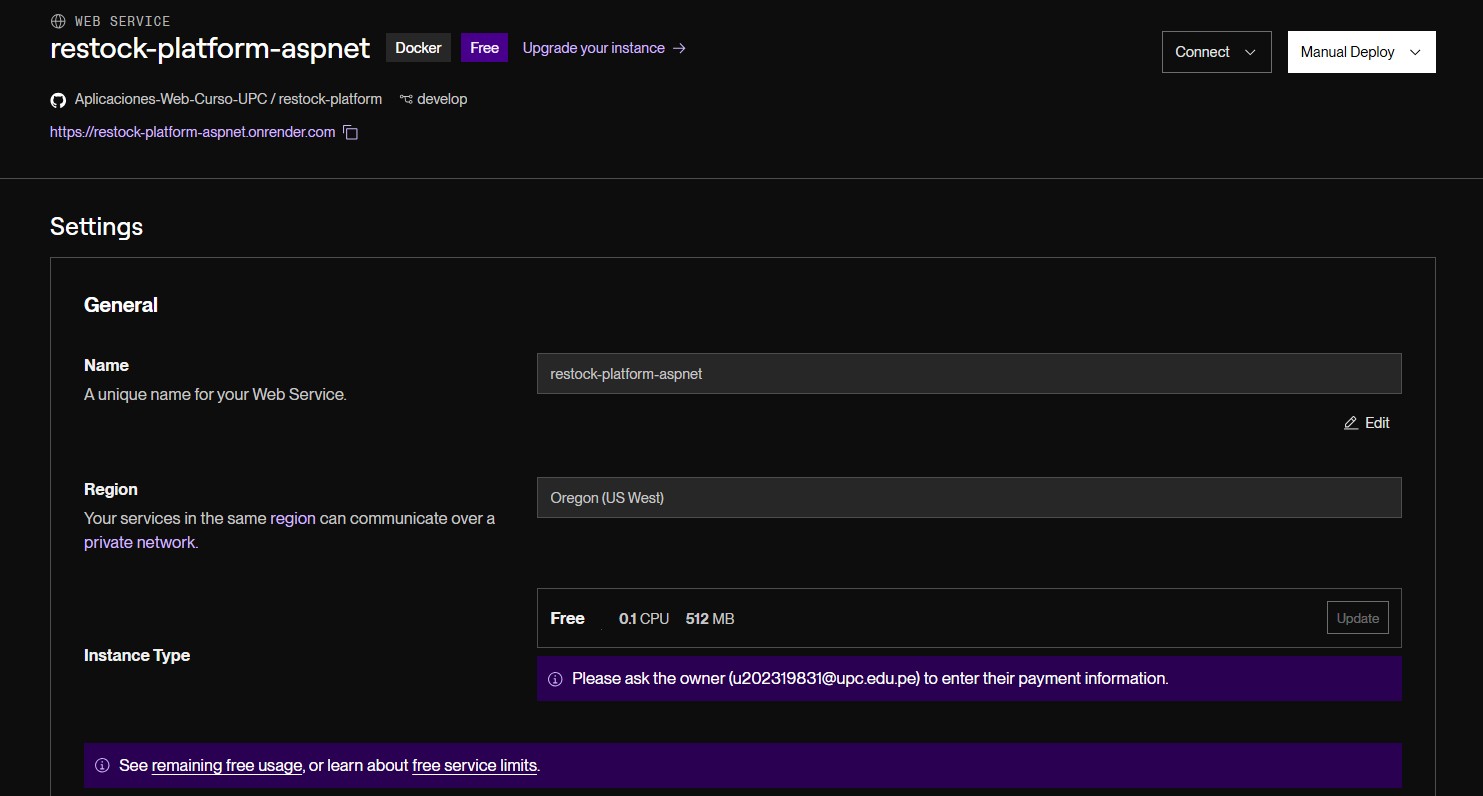 WEB SERVICE
restock-platform-aspnet Docker Free Upgrade your instance →
Connect Manual Deploy
Aplicaciones-Web-Curso-UPC / restock-platform develop
https://restock-platform-aspnet.onrender.com
Settings
General
Name
A unique name for your Web Service.
restock-platform-aspnet
Edit
Region
Your services in the same region can communicate over a
private network.
Oregon (US West)
Instance Type
Free 0.1 CPU 512 MB Update
Please ask the owner (u202319831@upc.edu.pe) to enter their payment information.
See remaining free usage, or learn about free service limits.